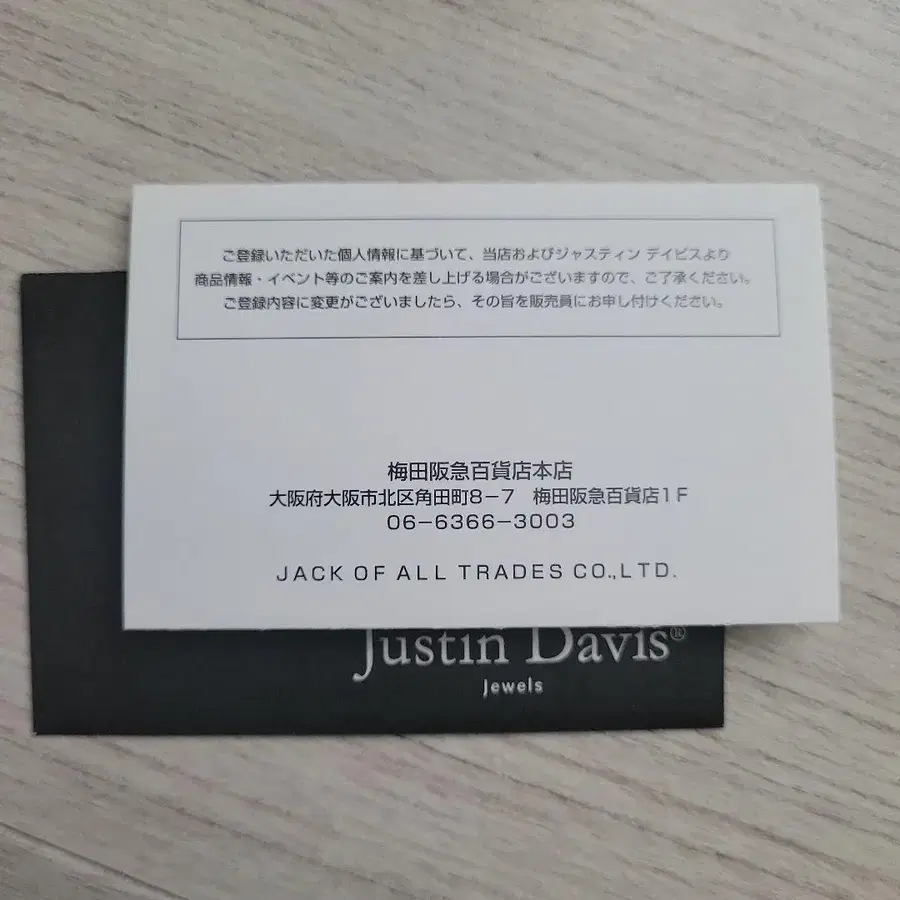 ご登録いただいた個人情報に基づいて、当店およびジャスティン デイビスより
商品情報・イベント等のご案内を差し上げる場合がございますので、ご了承ください。
ご登録内容に変更がございましたら、その旨を販売員にお申し付けください。
梅田阪急百貨店本店
大阪府大阪市北区角田町8−7 梅田阪急百貨店1F
06−6366−3003
JACK OF ALL TRADES CO.,LTD.
Justin Davis®
Jewels